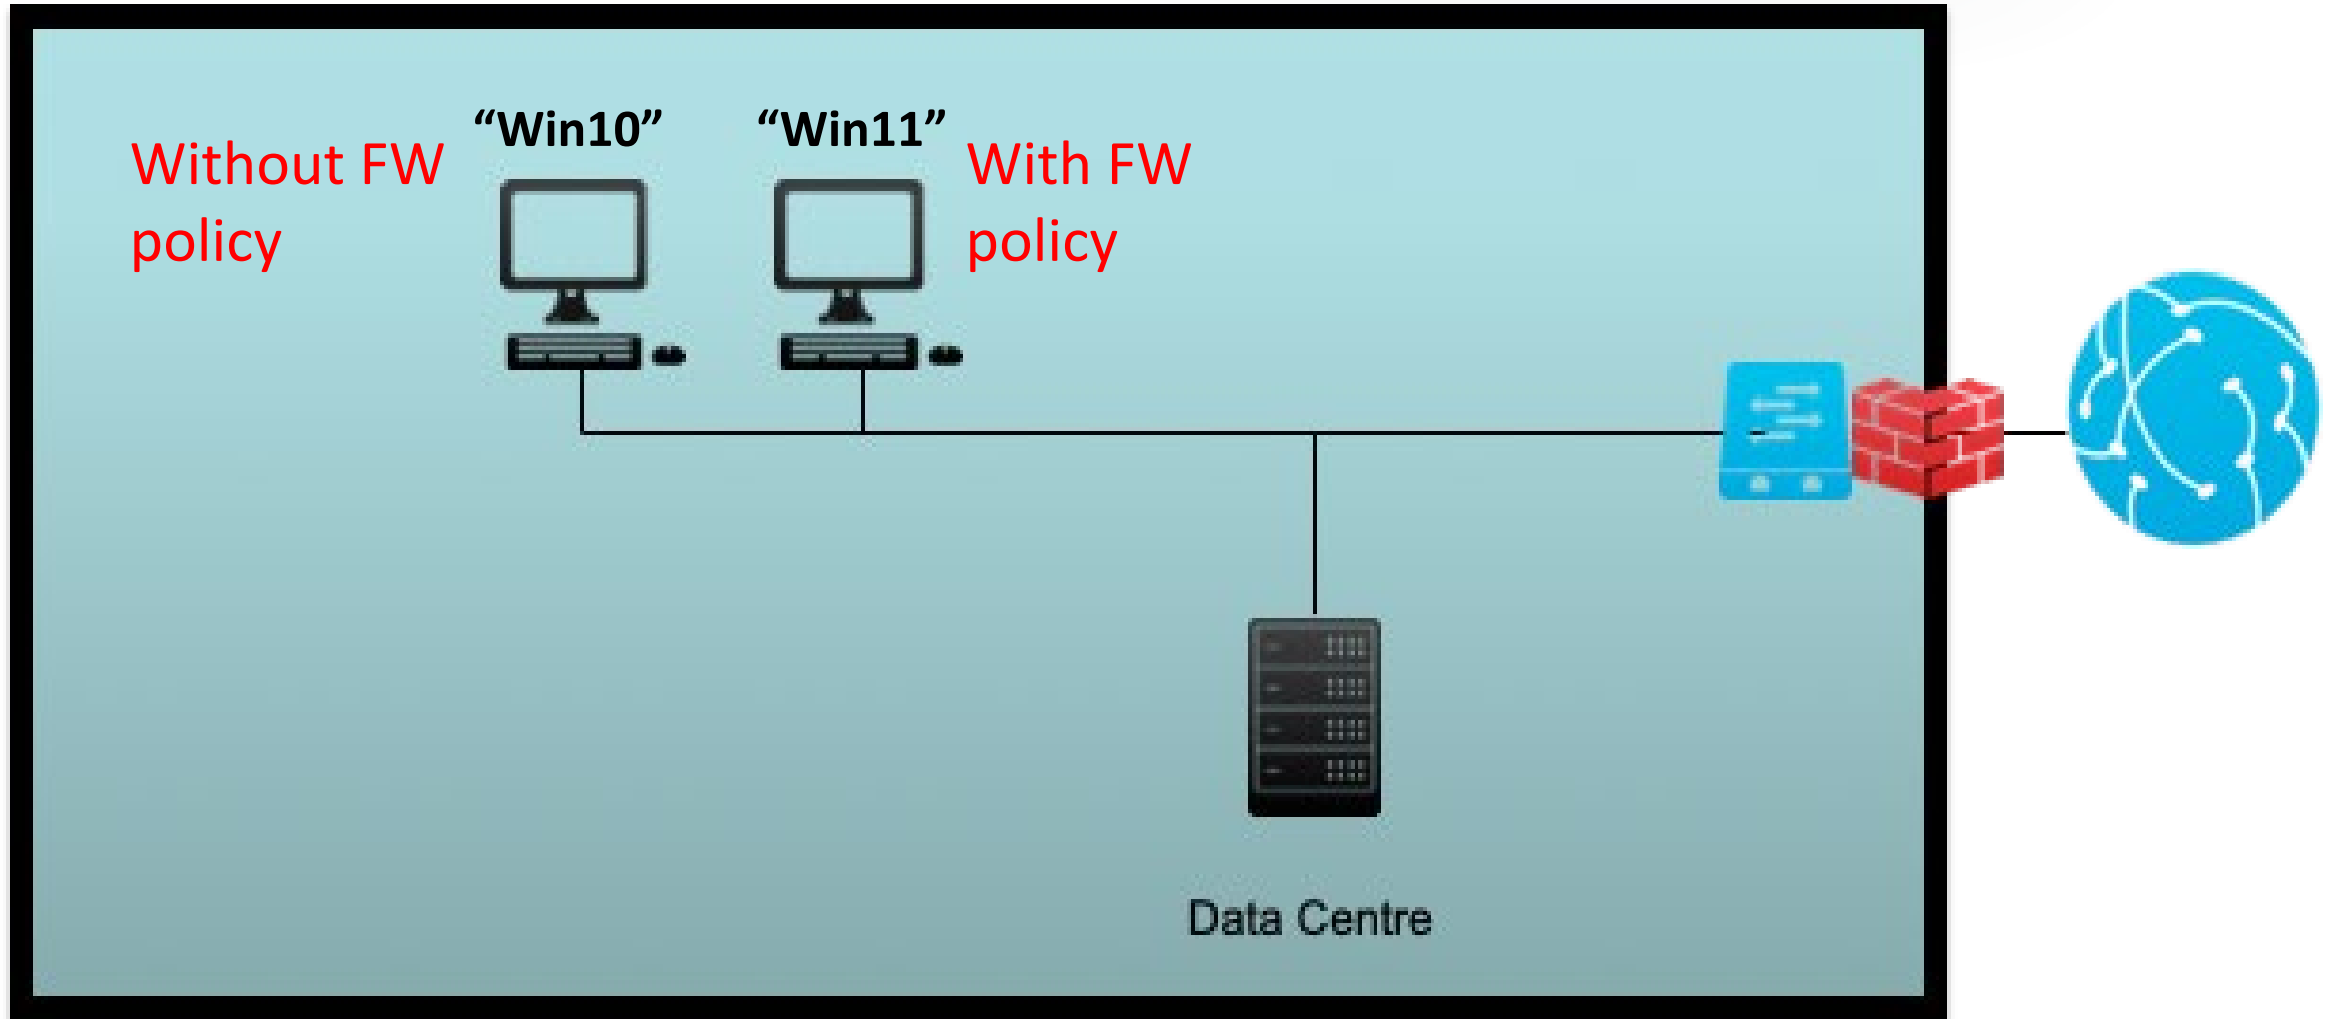 “Win10”
“Win11”
Without FW
policy
With FW
policy
Data Centre